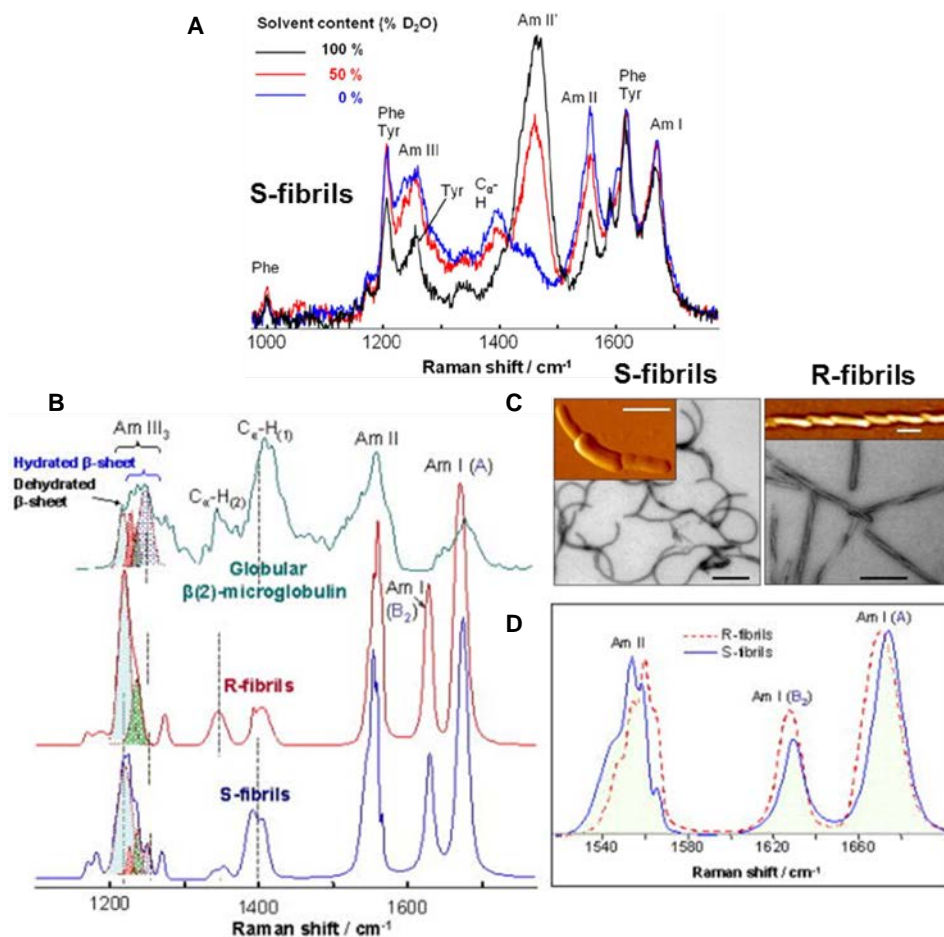 A
Solvent content (% D₂O)
100 %
50 %
0 %
S-fibrils
Phe
Phe
Tyr
Am III
Tyr
Cα-
H
Am II'
Am II
Phe
Tyr
Am I
1000
1200
1400
1600
Raman shift / cm⁻¹
B
Am III₃
Hydrated β-sheet
Dehydrated
β-sheet
Cα-H(2)
Cα-H(1)
Am II
Am I (A)
Globular
β(2)-microglobulin
Am I
(B₂)
R-fibrils
S-fibrils
1200
1400
1600
Raman shift / cm⁻¹
S-fibrils
R-fibrils
C
D
Am II
R-fibrils
S-fibrils
Am I (B₂)
Am I (A)
1540
1580
1620
1660
Raman shift / cm⁻¹